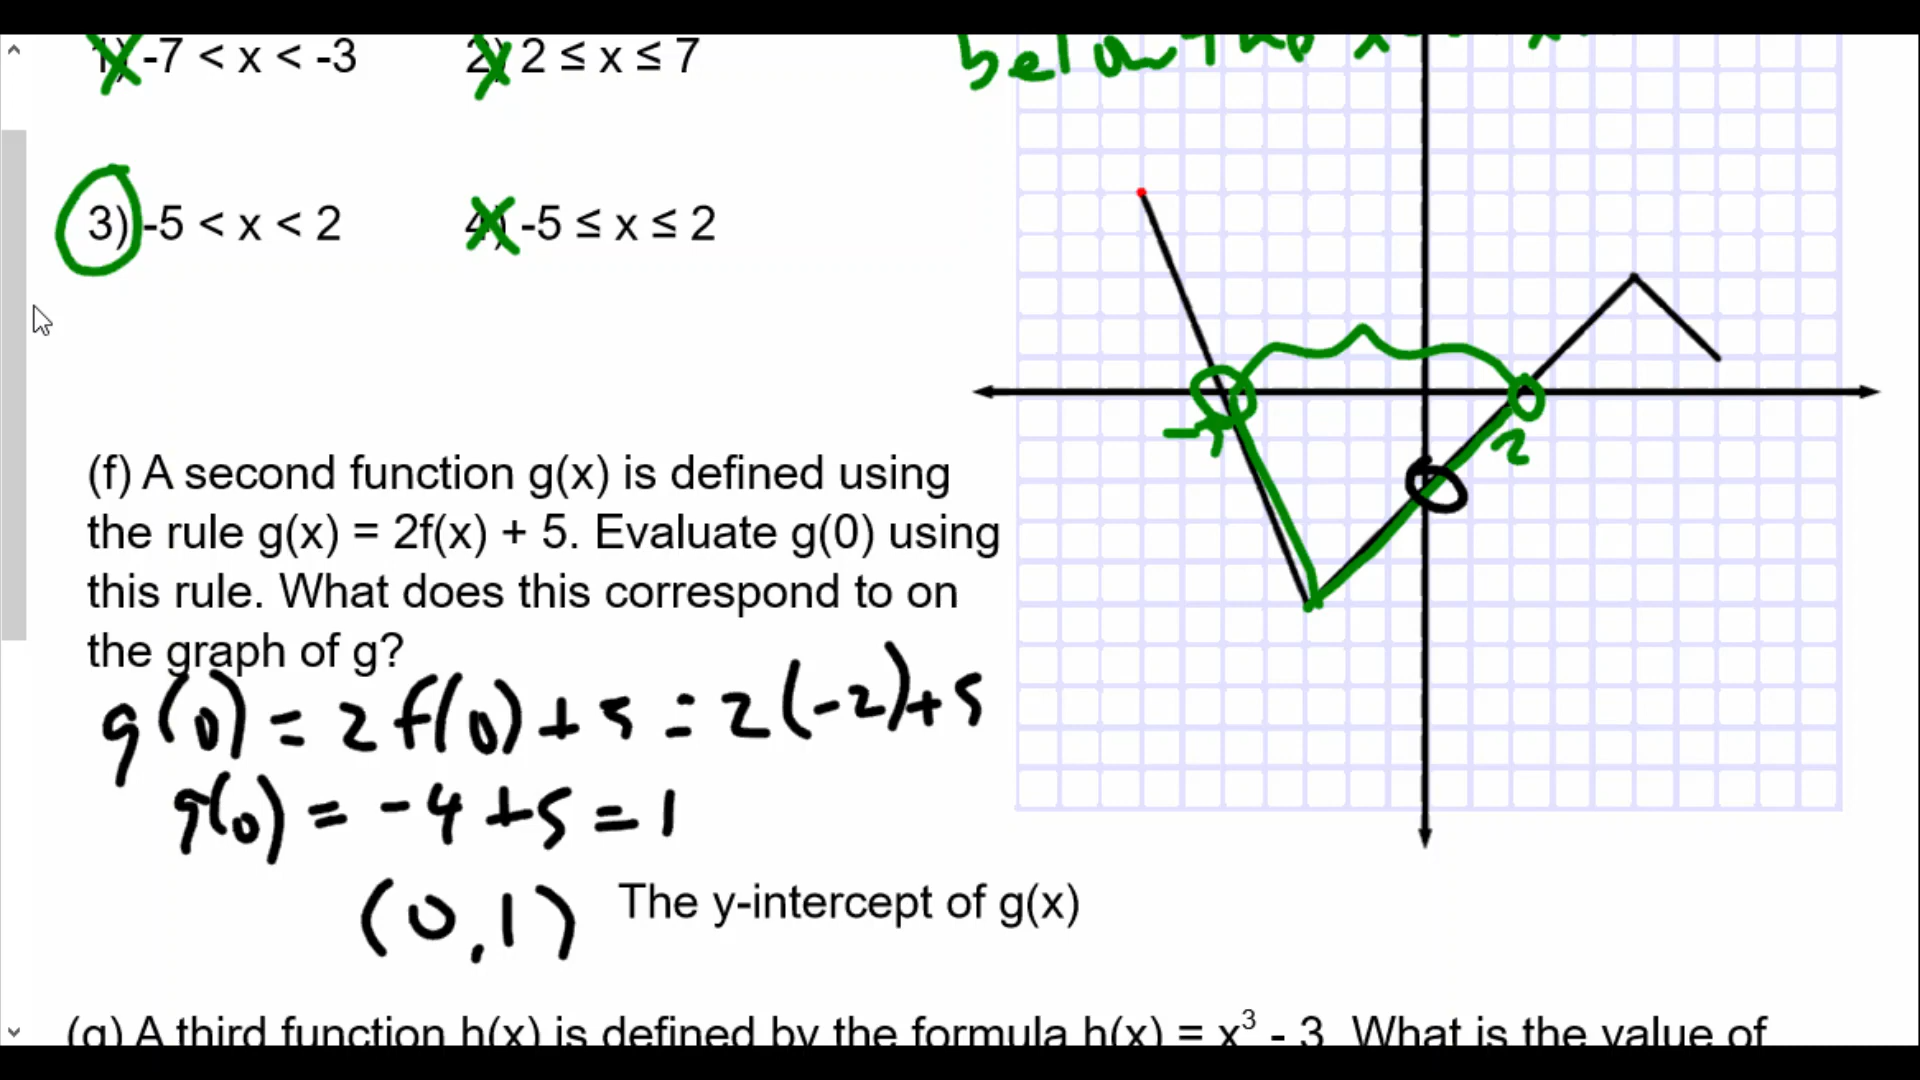 below the x
1) -7 < x < -3 2) 2 ≤ x ≤ 7
3) -5 < x < 2 4) -5 ≤ x ≤ 2
2
(f) A second function g(x) is defined using
the rule g(x) = 2f(x) + 5. Evaluate g(0) using
this rule. What does this correspond to on
the graph of g?
g(0) = 2f(0)+5 = 2(-2)+5
g(0) = -4+5 = 1
(0,1) The y-intercept of g(x)
(g) A third function h(x) is defined by the formula h(x) = x³ - 3. What is the value of